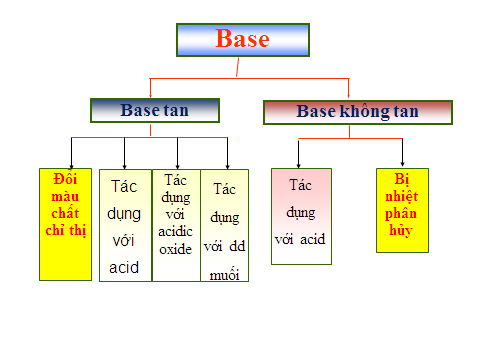 Base
Base tan
Base không tan
Đổi
màu
chất
chỉ thị
Tác
dụng
với
acid
Tác
dụng
với
acidic
oxide
Tác
dụng
với dd
muối
Tác
dụng
với acid
Bị
nhiệt
phân
hủy